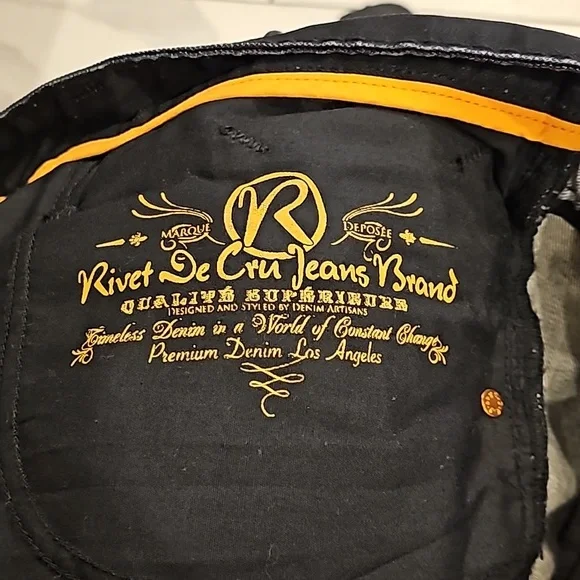 R
MARQUE DEPOSÉE
Rivet De Cru Jeans Brand
QUALITÉ SUPÉRIEURE
DESIGNED AND STYLED BY DENIM ARTISANS
Timeless Denim in a World of Constant Change
Premium Denim Los Angeles